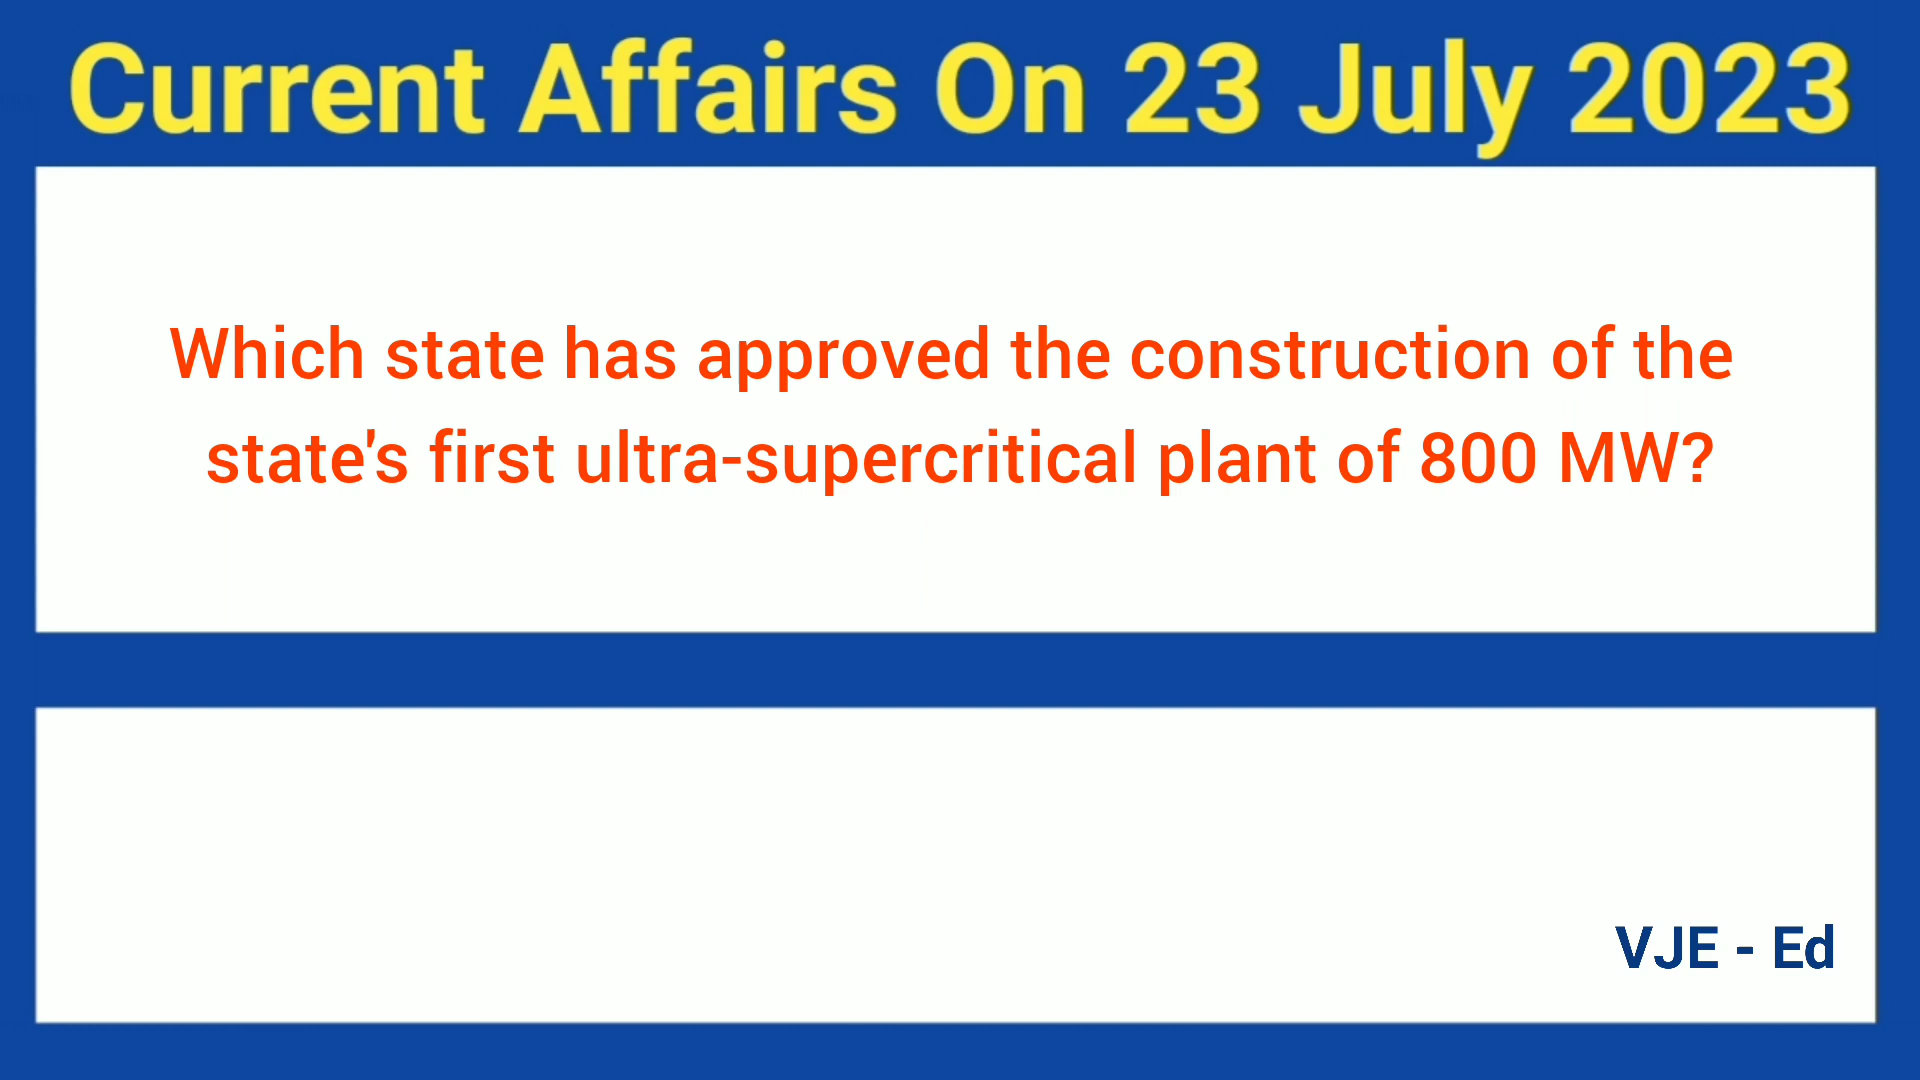 Current Affairs On 23 July 2023
Which state has approved the construction of the
state's first ultra-supercritical plant of 800 MW?
VJE - Ed